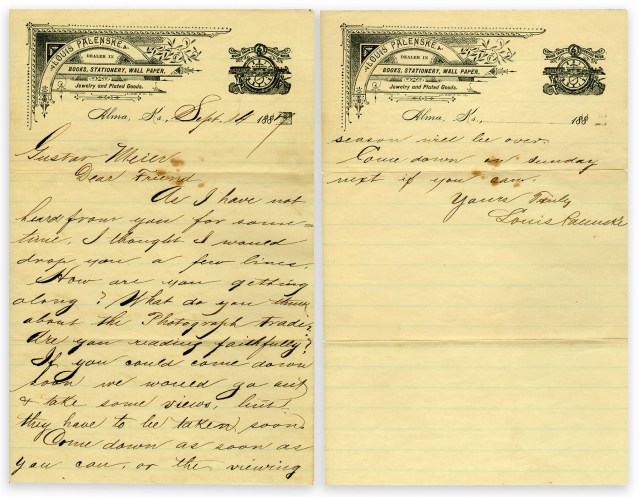 LOUIS PALENSKE
DEALER IN
BOOKS, STATIONERY, WALL PAPER,
Jewelry and Plated Goods.
Alma, Ks., Sept. 14 1887
Gustav Meier
Dear Friend
As I have not
heard from you for some=
time. I thought I would
drop you a few lines.
How are you getting
along? What do you think
about the Photograph trade;
are you reading faithfully?
If you could come down
soon we would go out
& take some views, but
they have to be taken soon
Come down as soon as
you can, or the viewing
LOUIS PALENSKE
DEALER IN
BOOKS, STATIONERY, WALL PAPER,
Jewelry and Plated Goods.
Alma, Ks., 188
season will be over.
Come down on sunday
next if you can.
Yours Truly
Louis Palenske